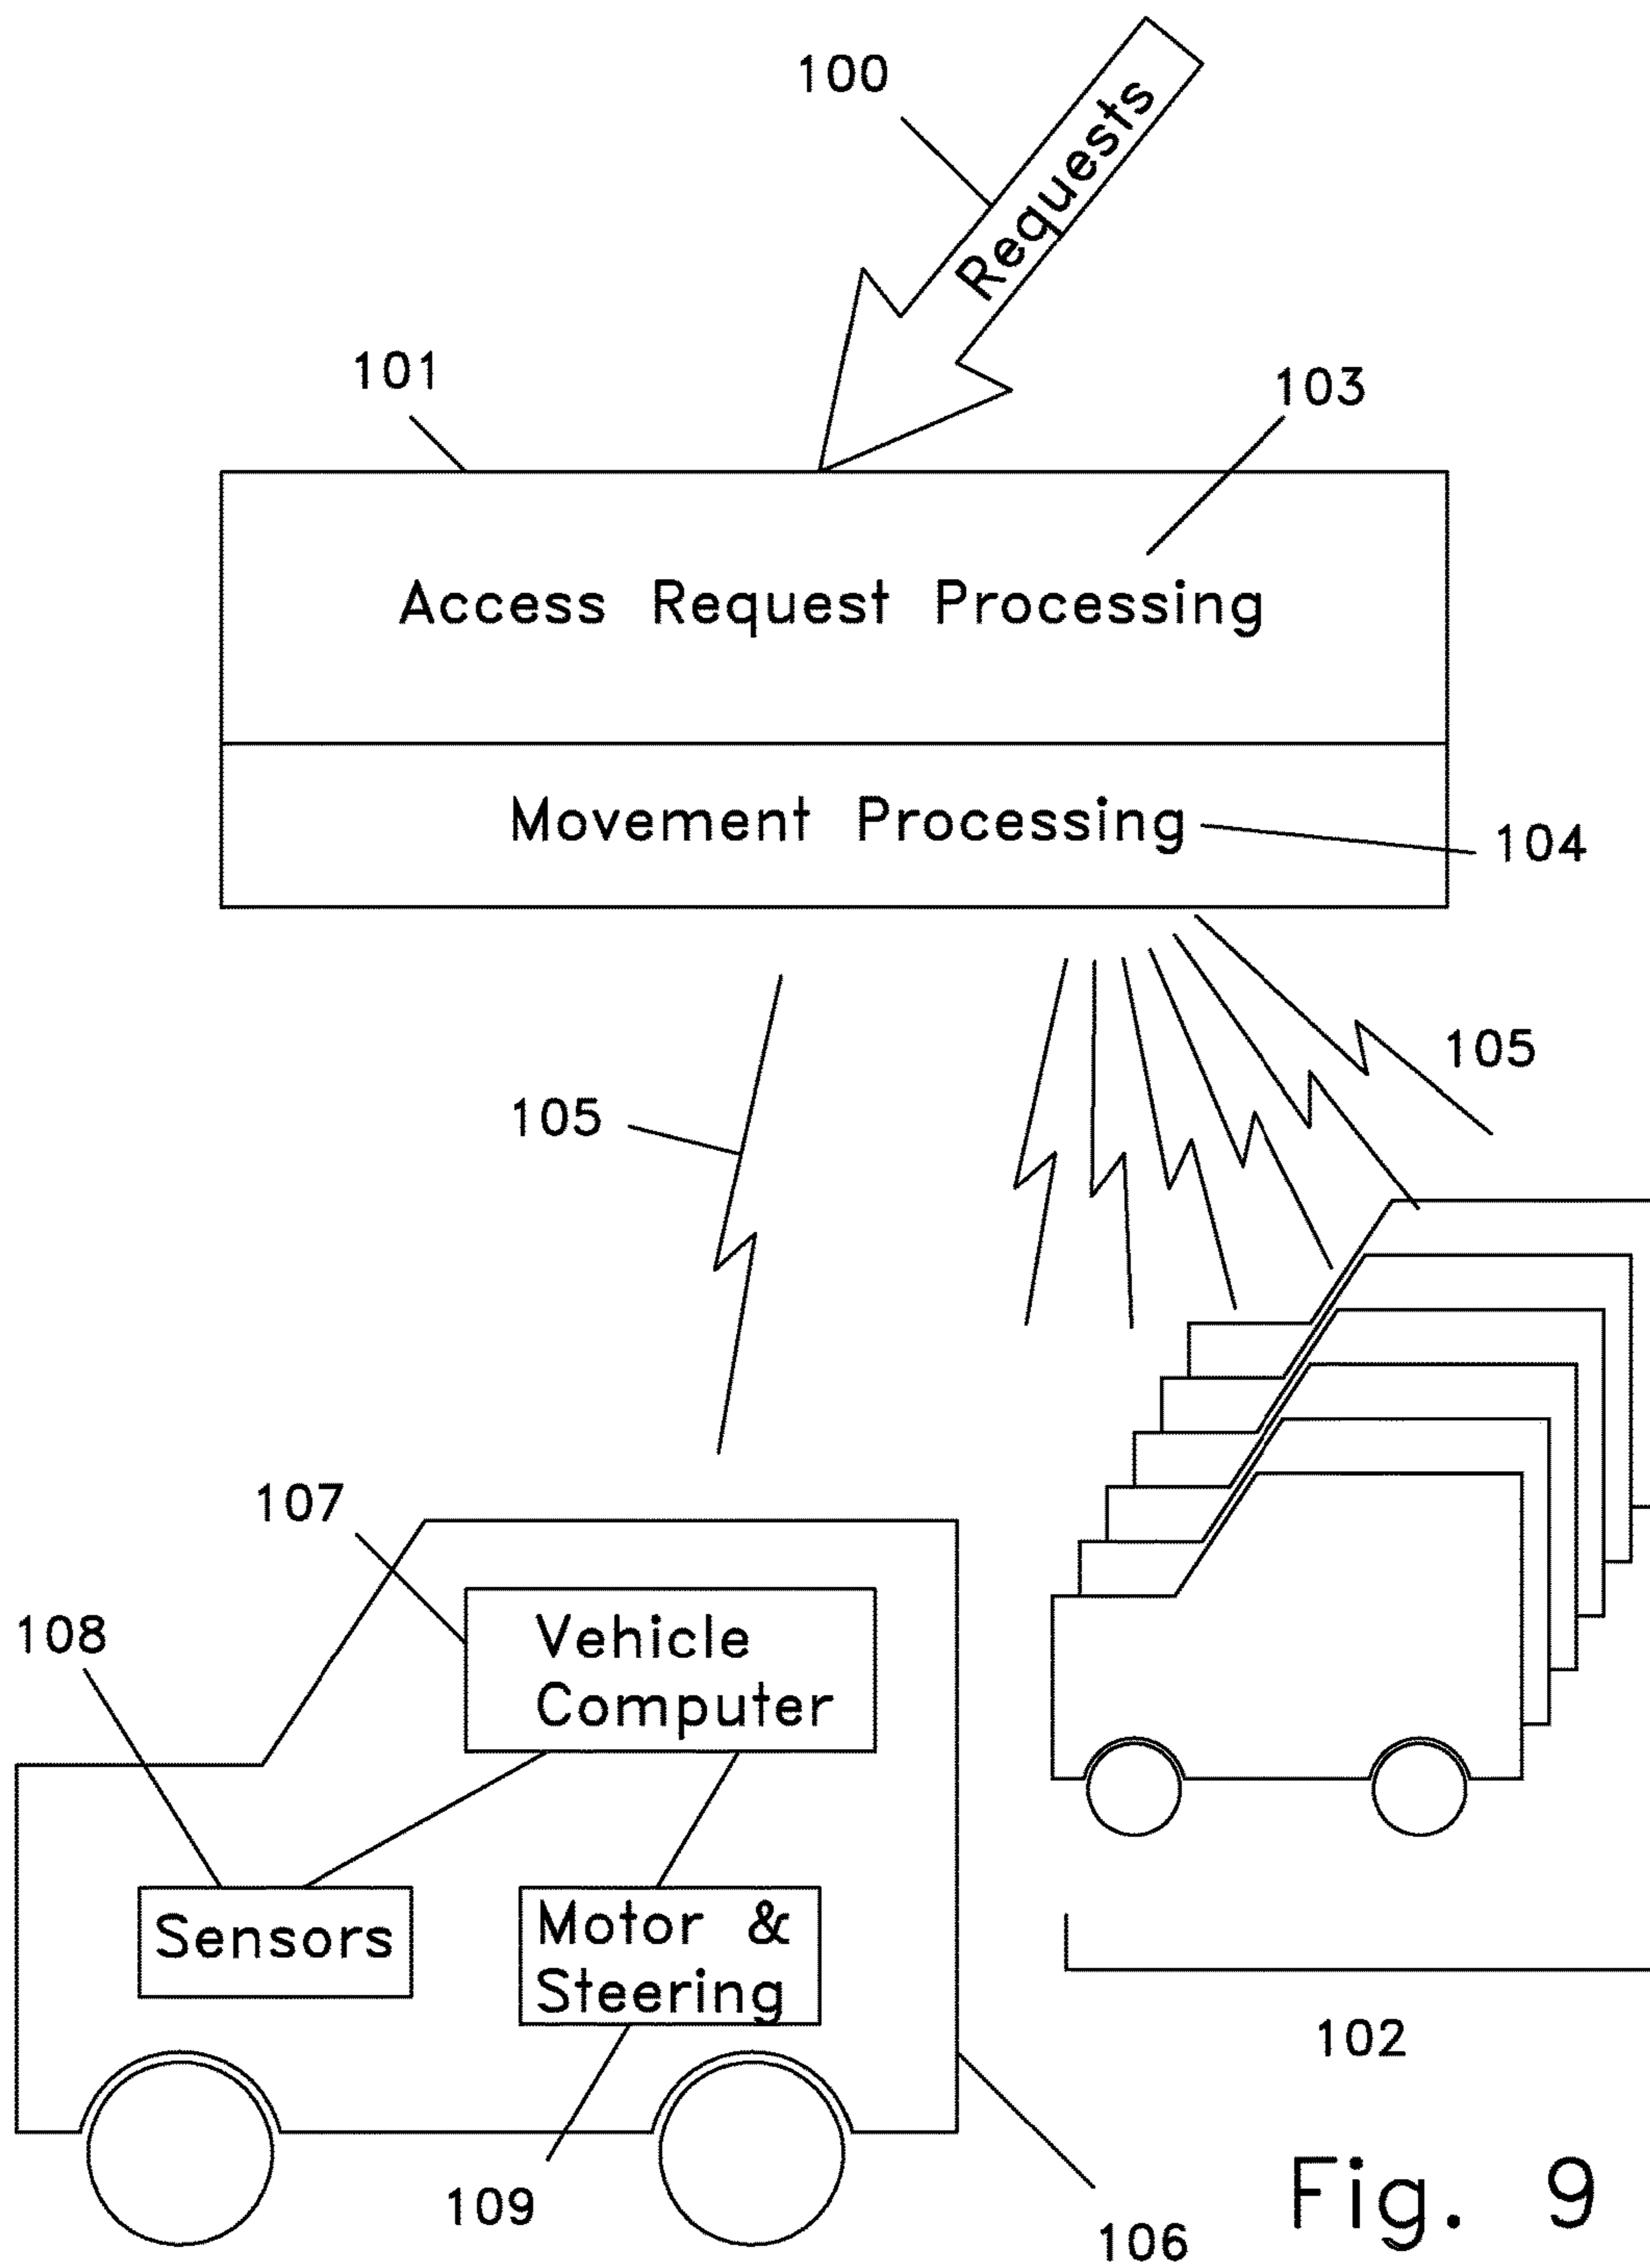 100
Requests
101
103
Access Request Processing
Movement Processing
104
105
105
107
Vehicle
Computer
108
Sensors
Motor &
Steering
102
109
106
Fig. 9